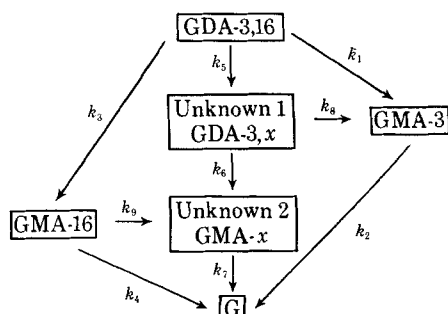 GDA-3,16
k₅
k₁
k₃
Unknown 1
GDA-3,x
k₈
GMA-3
k₆
GMA-16
k₉
Unknown 2
GMA-x
k₂
k₄
k₇
G